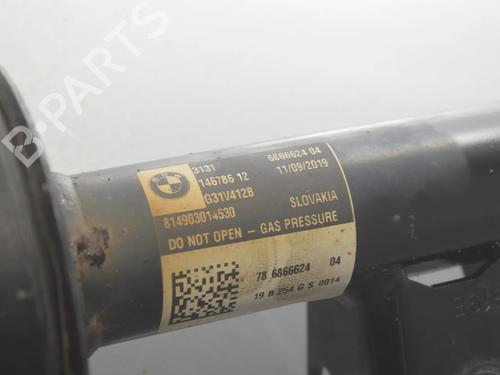 3131 6866624 04
146786 12 11/09/2019
G31V412B
814903014530 SLOVAKIA
DO NOT OPEN - GAS PRESSURE
78 6866624 04
19 B 254 G S 0014